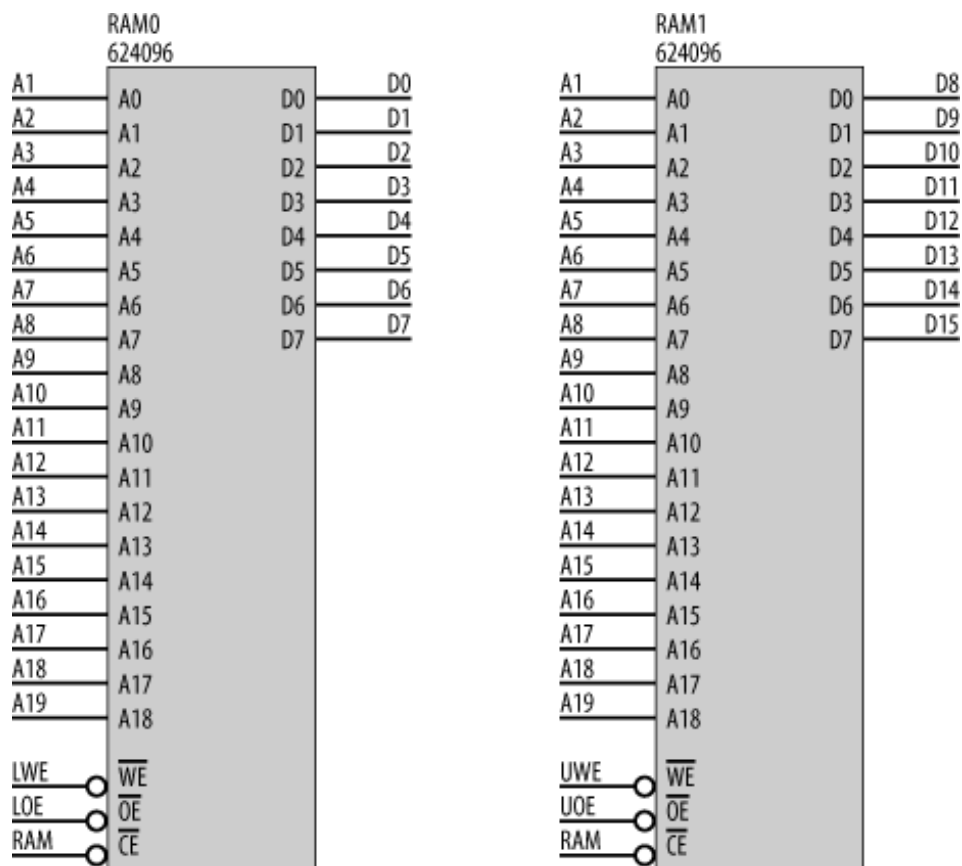 RAM0
624096
A1 A0 D0 D0
A2 A1 D1 D1
A3 A2 D2 D2
A4 A3 D3 D3
A5 A4 D4 D4
A6 A5 D5 D5
A7 A6 D6 D6
A8 A7 D7 D7
A9 A8
A10 A9
A11 A10
A12 A11
A13 A12
A14 A13
A15 A14
A16 A15
A17 A16
A18 A17
A19 A18
LWE W̅E̅
LOE O̅E̅
RAM C̅E̅
RAM1
624096
A1 A0 D0 D8
A2 A1 D1 D9
A3 A2 D2 D10
A4 A3 D3 D11
A5 A4 D4 D12
A6 A5 D5 D13
A7 A6 D6 D14
A8 A7 D7 D15
A9 A8
A10 A9
A11 A10
A12 A11
A13 A12
A14 A13
A15 A14
A16 A15
A17 A16
A18 A17
A19 A18
UWE W̅E̅
UOE O̅E̅
RAM C̅E̅